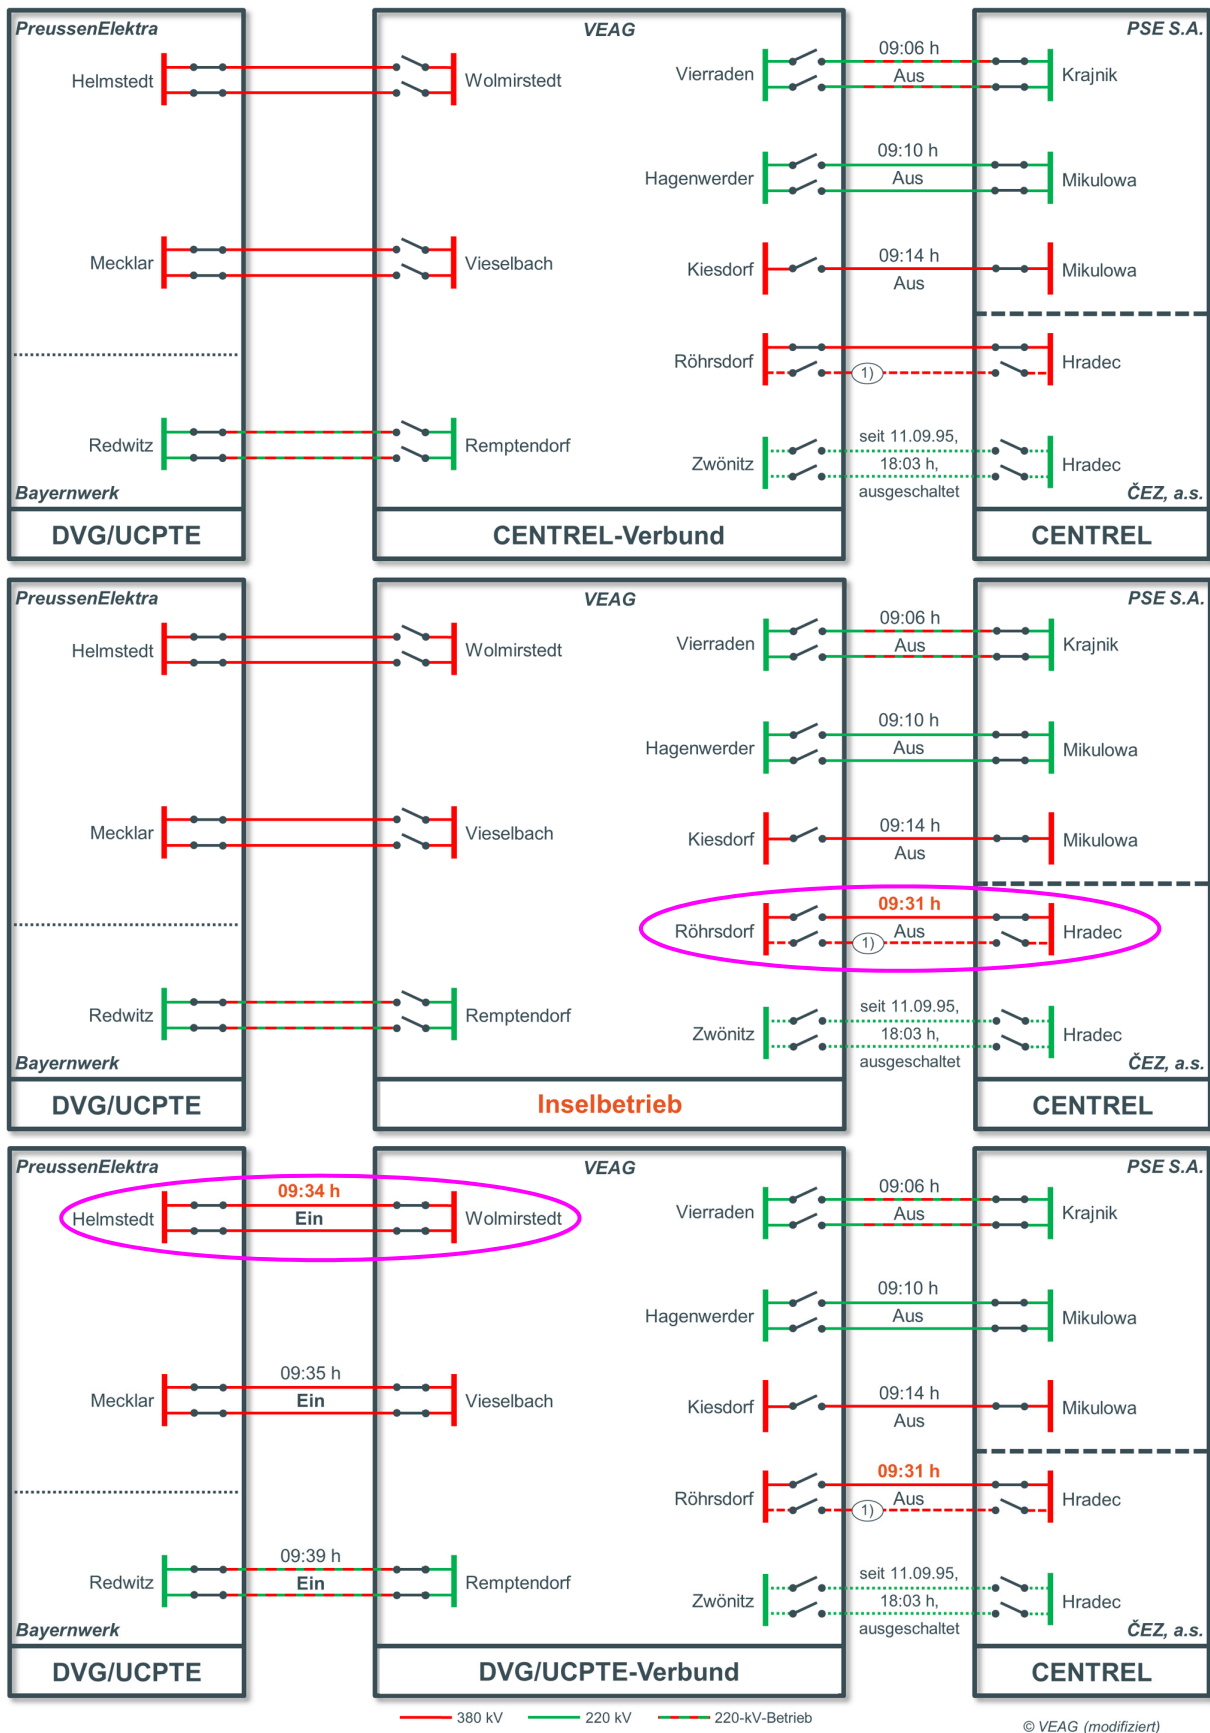 PreussenElektra
VEAG
PSE S.A.
Helmstedt
Wolmirstedt
Vierraden
09:06 h
Aus
Krajnik
Hagenwerder
09:10 h
Aus
Mikulowa
Mecklar
Vieselbach
Kiesdorf
09:14 h
Aus
Mikulowa
Röhrsdorf
1)
Hradec
Redwitz
Remptendorf
Zwönitz
seit 11.09.95,
18:03 h,
ausgeschaltet
Hradec
Bayernwerk
ČEZ, a.s.
DVG/UCPTE
CENTREL-Verbund
CENTREL
PreussenElektra
VEAG
PSE S.A.
Helmstedt
Wolmirstedt
Vierraden
09:06 h
Aus
Krajnik
Hagenwerder
09:10 h
Aus
Mikulowa
Mecklar
Vieselbach
Kiesdorf
09:14 h
Aus
Mikulowa
Röhrsdorf
09:31 h
Aus
1)
Hradec
Redwitz
Remptendorf
Zwönitz
seit 11.09.95,
18:03 h,
ausgeschaltet
Hradec
Bayernwerk
ČEZ, a.s.
DVG/UCPTE
Inselbetrieb
CENTREL
PreussenElektra
VEAG
PSE S.A.
Helmstedt
09:34 h
Ein
Wolmirstedt
Vierraden
09:06 h
Aus
Krajnik
Hagenwerder
09:10 h
Aus
Mikulowa
Mecklar
09:35 h
Ein
Vieselbach
Kiesdorf
09:14 h
Aus
Mikulowa
Röhrsdorf
09:31 h
Aus
1)
Hradec
Redwitz
09:39 h
Ein
Remptendorf
Zwönitz
seit 11.09.95,
18:03 h,
ausgeschaltet
Hradec
Bayernwerk
ČEZ, a.s.
DVG/UCPTE
DVG/UCPTE-Verbund
CENTREL
380 kV
220 kV
220-kV-Betrieb
© VEAG (modifiziert)